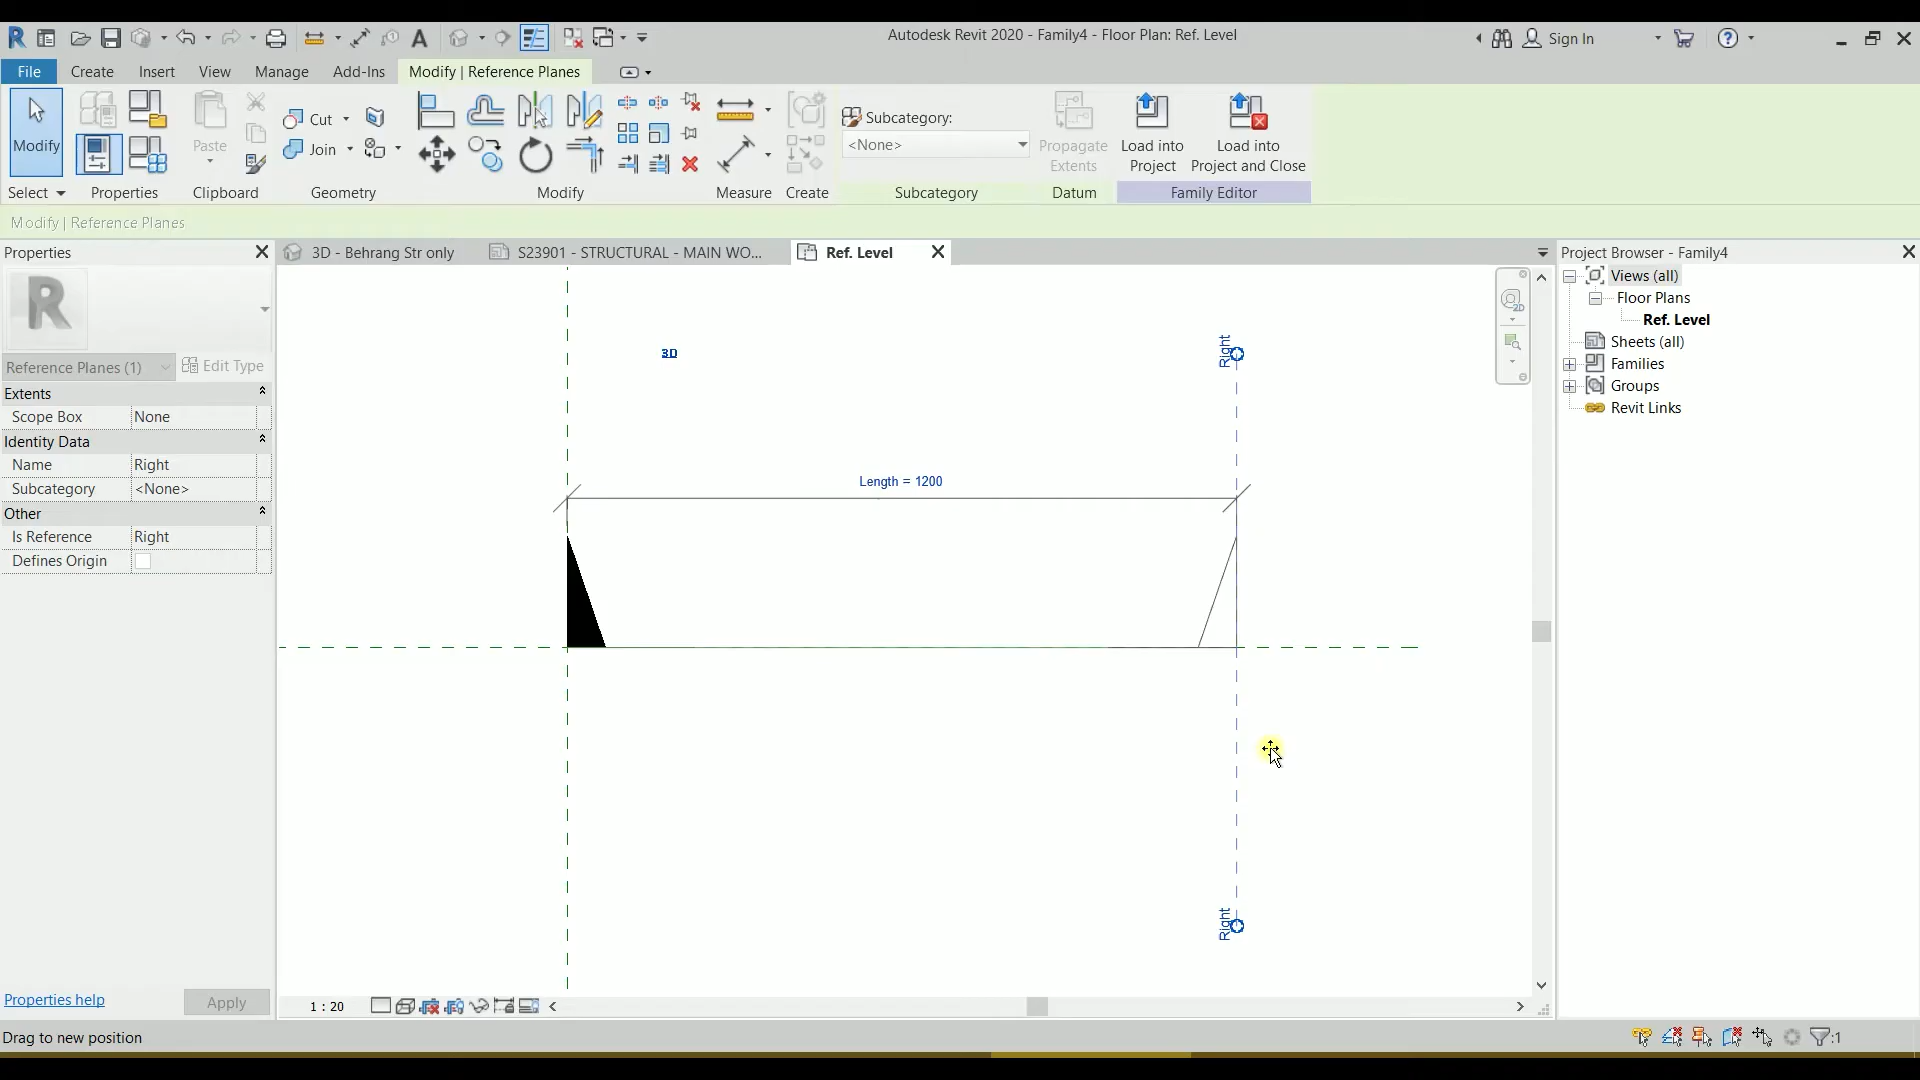 Autodesk Revit 2020 - Family4 - Floor Plan: Ref. Level
Sign In
File Create Insert View Manage Add-Ins Modify | Reference Planes
Modify
Paste
Cut
Join
Subcategory:
<None>
Propagate Extents
Load into Project
Load into Project and Close
Select Properties Clipboard Geometry Modify Measure Create Subcategory Datum Family Editor
Modify | Reference Planes
Properties
3D - Behrang Str only
S23901 - STRUCTURAL - MAIN WO...
Ref. Level
Project Browser - Family4
R
Reference Planes (1)
Edit Type
Extents
Scope Box None
Identity Data
Name Right
Subcategory <None>
Other
Is Reference Right
Defines Origin
Properties help
Apply
3D
Right
Length = 1200
Right
2D
Views (all)
Floor Plans
Ref. Level
Sheets (all)
Families
Groups
Revit Links
1 : 20
Drag to new position
:1